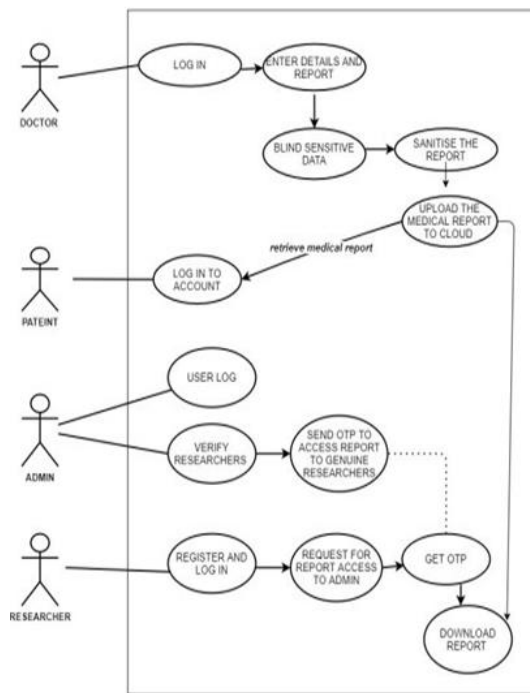 LOG IN
ENTER DETAILS AND
REPORT
DOCTOR
BLIND SENSITIVE
DATA
SANITISE THE
REPORT
UPLOAD THE
MEDICAL REPORT
TO CLOUD
retrieve medical report
LOG IN TO
ACCOUNT
PATEINT
USER LOG
VERIFY
RESEARCHERS
SEND OTP TO
ACCESS REPORT
TO GENUINE
RESEARCHERS.
ADMIN
REGISTER AND
LOG IN
REQUEST FOR
REPORT ACCESS
TO ADMIN
GET OTP
RESEARCHER
DOWNLOAD
REPORT